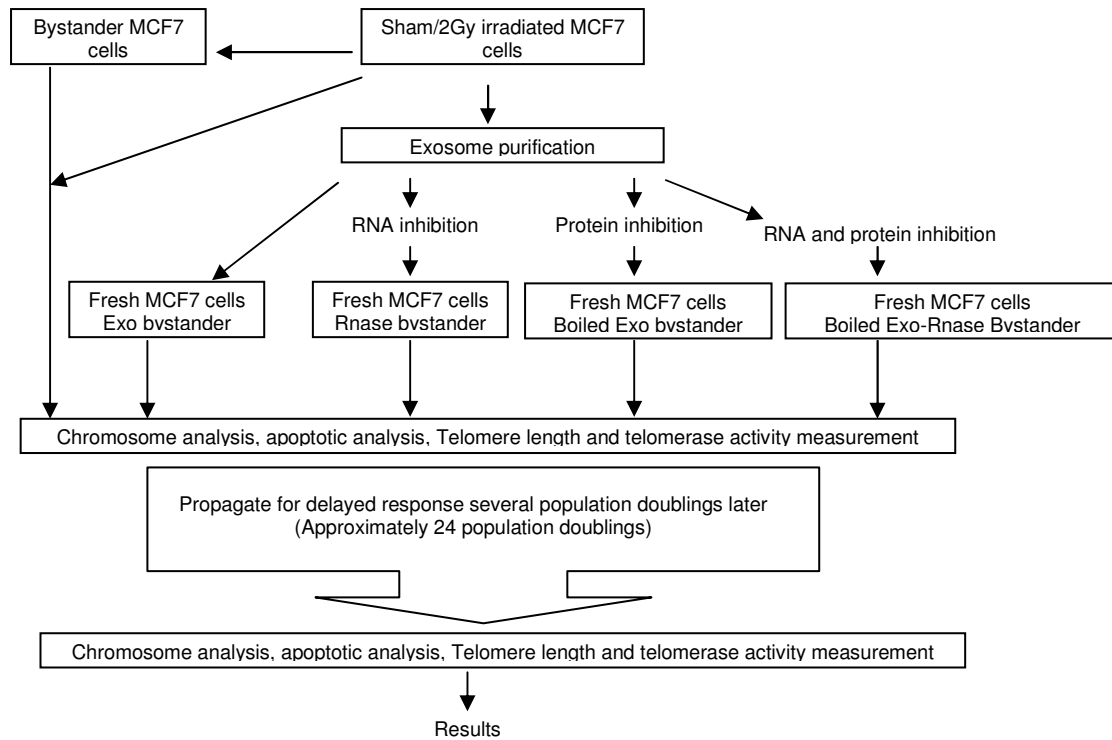 Bystander MCF7
cells
Sham/2Gy irradiated MCF7
cells
Exosome purification
RNA inhibition
Protein inhibition
RNA and protein inhibition
Fresh MCF7 cells
Exo bvstander
Fresh MCF7 cells
Rnase bvstander
Fresh MCF7 cells
Boiled Exo bvstander
Fresh MCF7 cells
Boiled Exo-Rnase Bvstander
Chromosome analysis, apoptotic analysis, Telomere length and telomerase activity measurement
Propagate for delayed response several population doublings later
(Approximately 24 population doublings)
Chromosome analysis, apoptotic analysis, Telomere length and telomerase activity measurement
Results